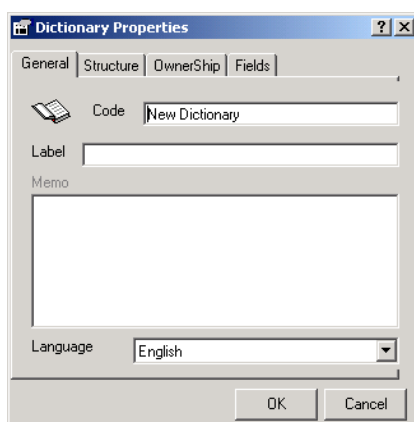 Dictionary Properties
General Structure OwnerShip Fields
Code New Dictionary
Label
Memo
Language English
OK Cancel